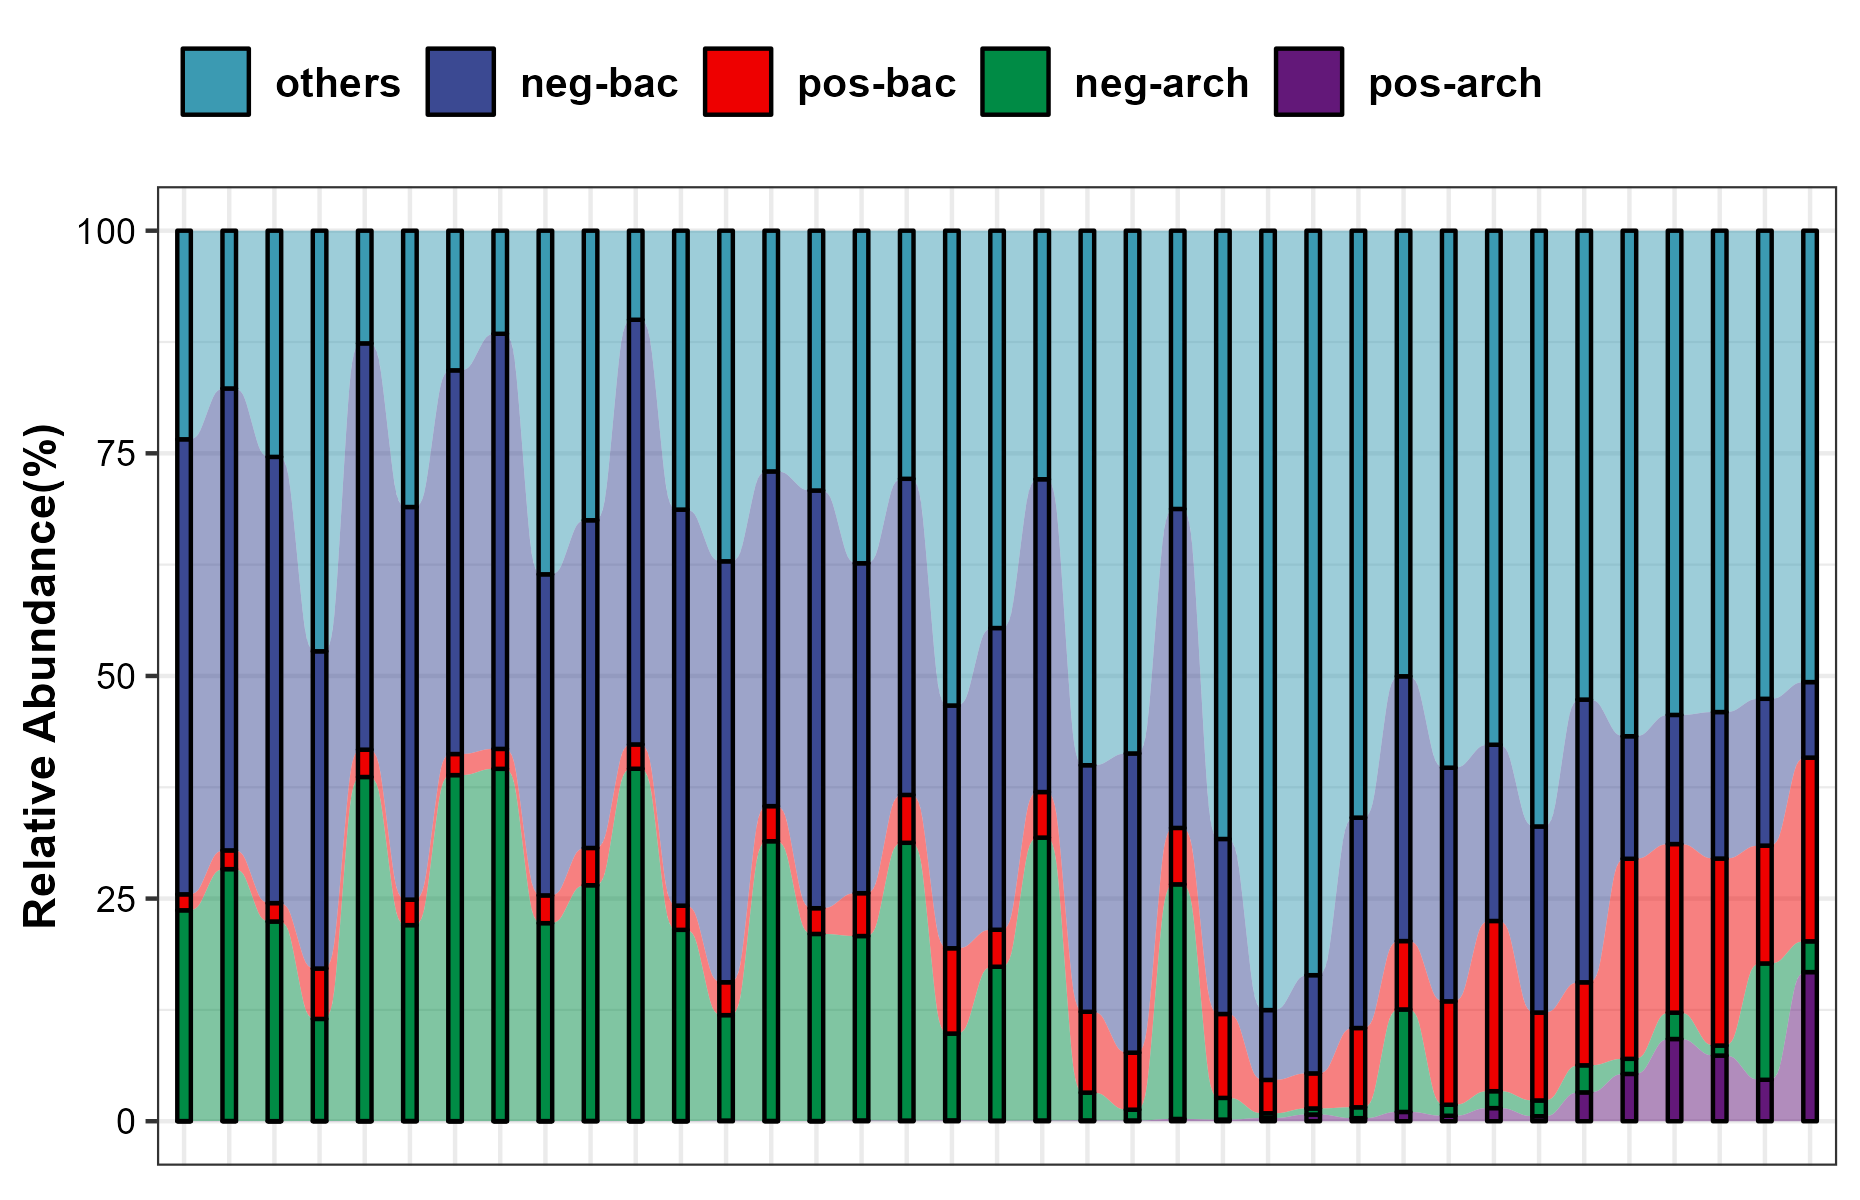 others neg-bac pos-bac neg-arch pos-arch
Relative Abundance(%)
100
75
50
25
0